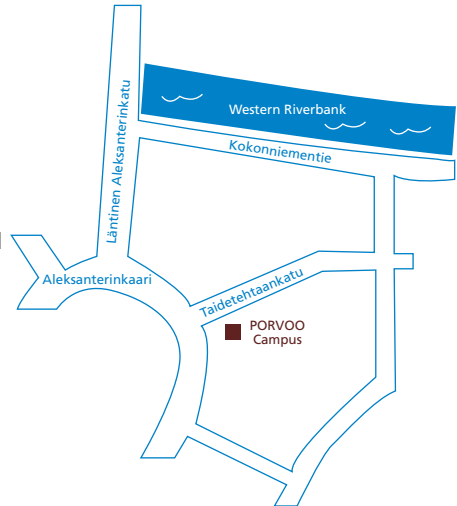 Western Riverbank
Kokonniementie
Läntinen Aleksanterinkatu
Aleksanterinkaari
Taidetehtaankatu
PORVOO
Campus